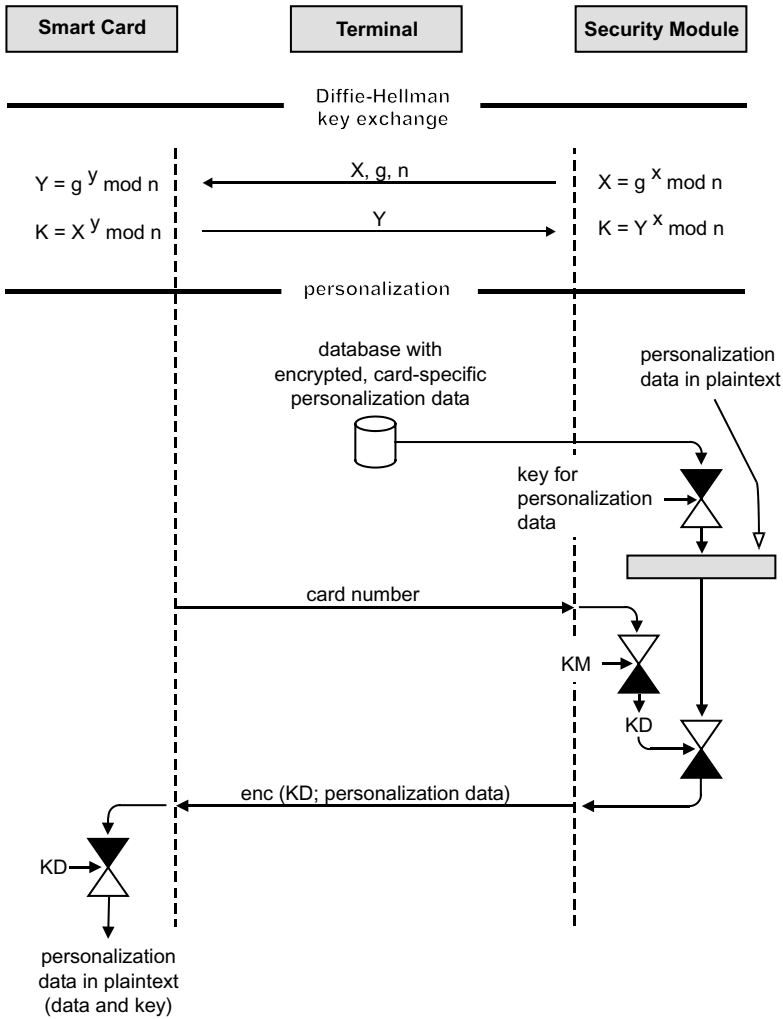 Smart Card
Terminal
Security Module
Diffie-Hellman
key exchange
Y = g y mod n
X, g, n
X = g x mod n
K = X y mod n
Y
K = Y x mod n
personalization
database with
encrypted, card-specific
personalization data
personalization
data in plaintext
key for
personalization
data
card number
KM
KD
enc (KD; personalization data)
KD
personalization
data in plaintext
(data and key)